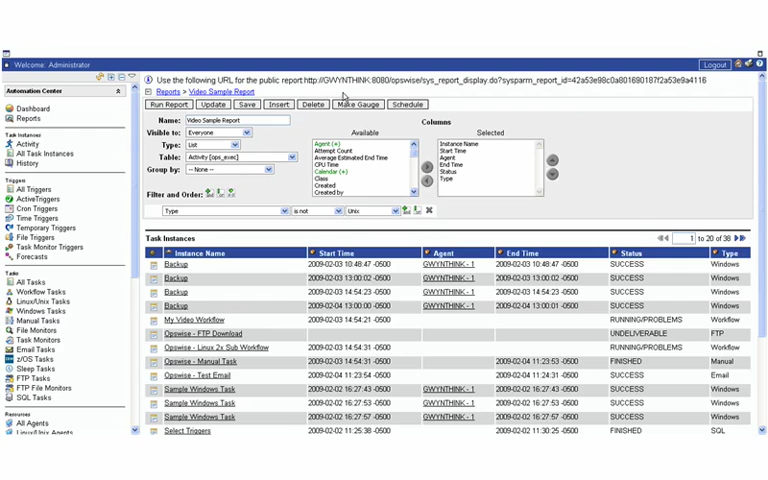 Welcome: Administrator
Logout
Automation Center
Dashboard
Reports
Task Instances
Activity
All Task Instances
History
Triggers
All Triggers
ActiveTriggers
Cron Triggers
Time Triggers
Temporary Triggers
File Triggers
Task Monitor Triggers
Forecasts
Tasks
All Tasks
Workflow Tasks
Linux/Unix Tasks
Windows Tasks
Manual Tasks
File Monitors
Task Monitors
Email Tasks
z/OS Tasks
Sleep Tasks
FTP Tasks
FTP File Monitors
SQL Tasks
Resources
All Agents
Linux/Unix Agents
Use the following URL for the public report:http://GWYNTHINK:8080/opswise/sys_report_display.do?sysparm_report_id=42a53e98c0a801690187f2a53e9a4116
Reports > Video Sample Report
Run Report Update Save Insert Delete Make Gauge Schedule
Name: Video Sample Report
Visible to: Everyone
Type: List
Table: Activity [ops_exec]
Group by: -- None --
Columns
Available Selected
Agent (+)
Attempt Count
Average Estimated End Time
CPU Time
Calendar (+)
Class
Created
Created by
Instance Name
Start Time
Agent
End Time
Status
Type
Filter and Order:
Type is not Unix
Task Instances 1 to 20 of 38
Instance Name Start Time Agent End Time Status Type
Backup 2009-02-03 10:48:47 -0500 GWYNTHINK - 1 2009-02-03 10:48:47 -0500 SUCCESS Windows
Backup 2009-02-03 13:00:02 -0500 GWYNTHINK - 1 2009-02-03 13:00:02 -0500 SUCCESS Windows
Backup 2009-02-03 14:54:23 -0500 GWYNTHINK - 1 2009-02-03 14:54:23 -0500 SUCCESS Windows
Backup 2009-02-04 13:00:00 -0500 GWYNTHINK - 1 2009-02-04 13:00:01 -0500 SUCCESS Windows
My Video Workflow 2009-02-03 14:54:21 -0500 RUNNING/PROBLEMS Workflow
Opswise - FTP Download UNDELIVERABLE FTP
Opswise - Linux 2x Sub Workflow 2009-02-03 14:54:31 -0500 RUNNING/PROBLEMS Workflow
Opswise - Manual Task 2009-02-03 14:54:31 -0500 2009-02-04 11:23:53 -0500 FINISHED Manual
Opswise - Test Email 2009-02-04 11:23:54 -0500 2009-02-04 11:24:31 -0500 SUCCESS Email
Sample Windows Task 2009-02-02 16:27:43 -0500 GWYNTHINK - 1 2009-02-02 16:27:43 -0500 SUCCESS Windows
Sample Windows Task 2009-02-02 16:27:53 -0500 GWYNTHINK - 1 2009-02-02 16:27:53 -0500 SUCCESS Windows
Sample Windows Task 2009-02-02 16:27:57 -0500 GWYNTHINK - 1 2009-02-02 16:27:57 -0500 SUCCESS Windows
Select Triggers 2009-02-02 11:25:38 -0500 2009-02-02 11:30:25 -0500 FINISHED SQL